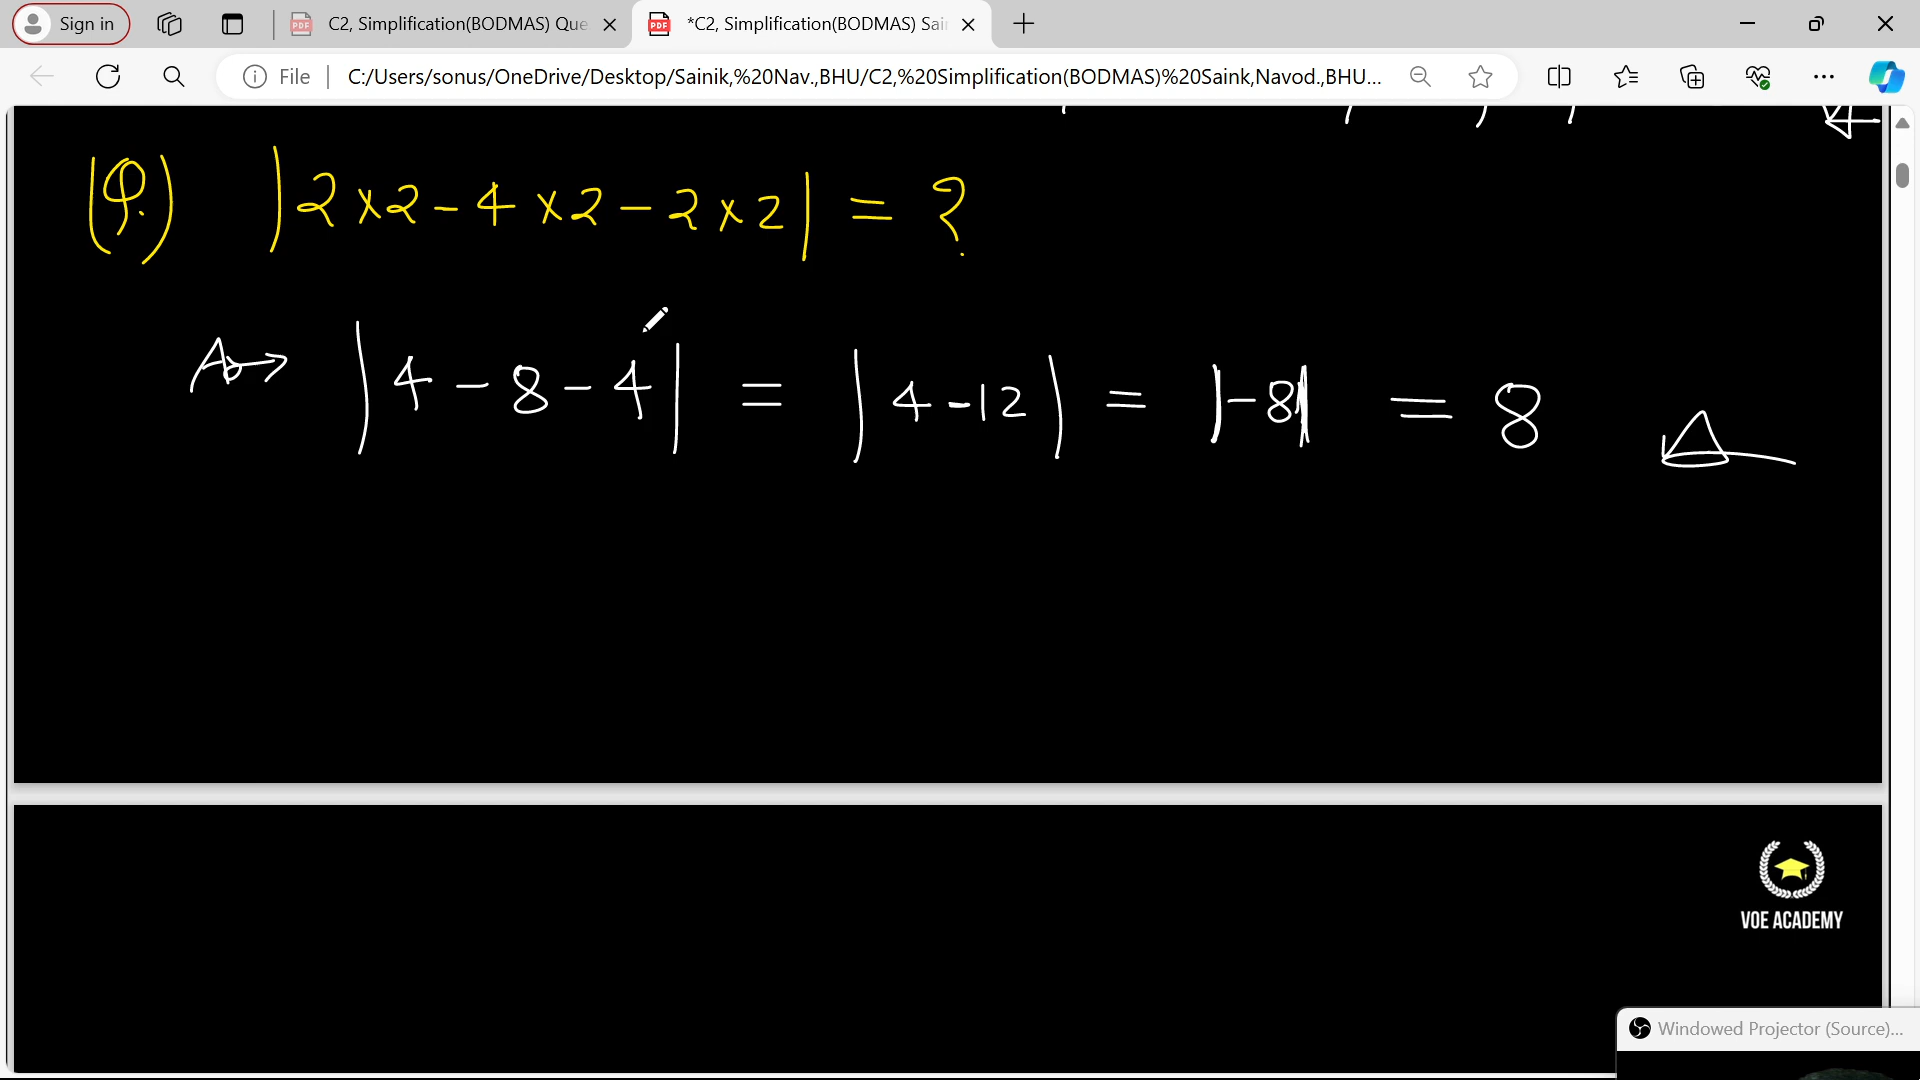 Sign in
C2, Simplification(BODMAS) Que
*C2, Simplification(BODMAS) Sai
File
C:/Users/sonus/OneDrive/Desktop/Sainik,%20Nav.,BHU/C2,%20Simplification(BODMAS)%20Saink,Navod.,BHU...
(Q.) |2×2-4×2-2×2| = ?
|4-8-4| = |4-12| = |-8| = 8
VOE ACADEMY
Windowed Projector (Source)...